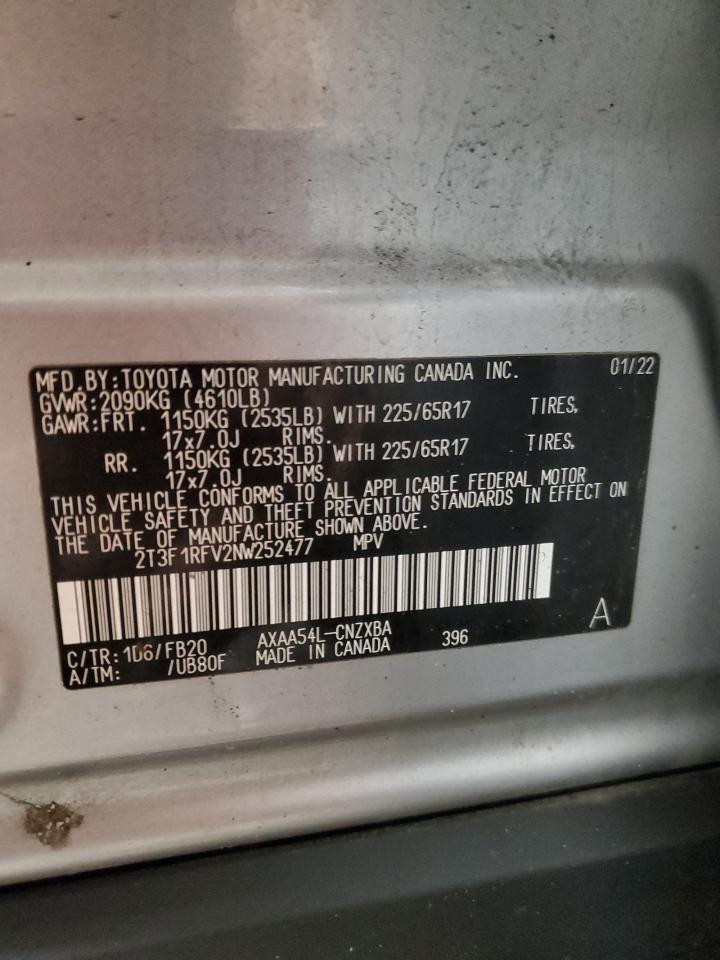 MFD.BY:TOYOTA MOTOR MANUFACTURING CANADA INC. 01/22
GVWR:2090KG (4610LB)
GAWR:FRT. 1150KG (2535LB) WITH 225/65R17 TIRES,
17x7.0J RIMS.
RR. 1150KG (2535LB) WITH 225/65R17 TIRES,
17x7.0J RIMS.
THIS VEHICLE CONFORMS TO ALL APPLICABLE FEDERAL MOTOR
VEHICLE SAFETY AND THEFT PREVENTION STANDARDS IN EFFECT ON
THE DATE OF MANUFACTURE SHOWN ABOVE.
2T3F1RFV2NW252477 MPV
C/TR:1D6/FB20 AXAA54L-CNZXBA 396 A
A/TM: /UB80F MADE IN CANADA